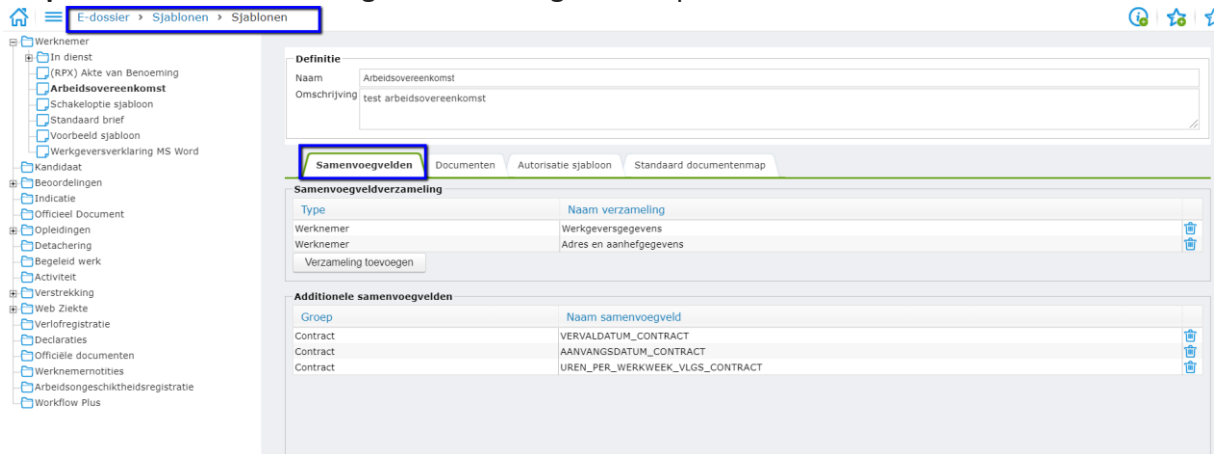 E-dossier › Sjablonen › Sjablonen
Werknemer
In dienst
(RPX) Akte van Benoeming
Arbeidsovereenkomst
Schakeloptie sjabloon
Standaard brief
Voorbeeld sjabloon
Werkgeversverklaring MS Word
Kandidaat
Beoordelingen
Indicatie
Officieel Document
Opleidingen
Detachering
Begeleid werk
Activiteit
Verstrekking
Web Ziekte
Verlofregistratie
Declaraties
Officiële documenten
Werknemernotities
Arbeidsongeschiktheidsregistratie
Workflow Plus
Definitie
Naam Arbeidsovereenkomst
Omschrijving test arbeidsovereenkomst
Samenvoegvelden Documenten Autorisatie sjabloon Standaard documentenmap
Samenvoegveldverzameling
Type Naam verzameling
Werknemer Werkgeversgegevens
Werknemer Adres en aanhefgegevens
Verzameling toevoegen
Additionele samenvoegvelden
Groep Naam samenvoegveld
Contract VERVALDATUM_CONTRACT
Contract AANVANGSDATUM_CONTRACT
Contract UREN_PER_WERKWEEK_VLGS_CONTRACT